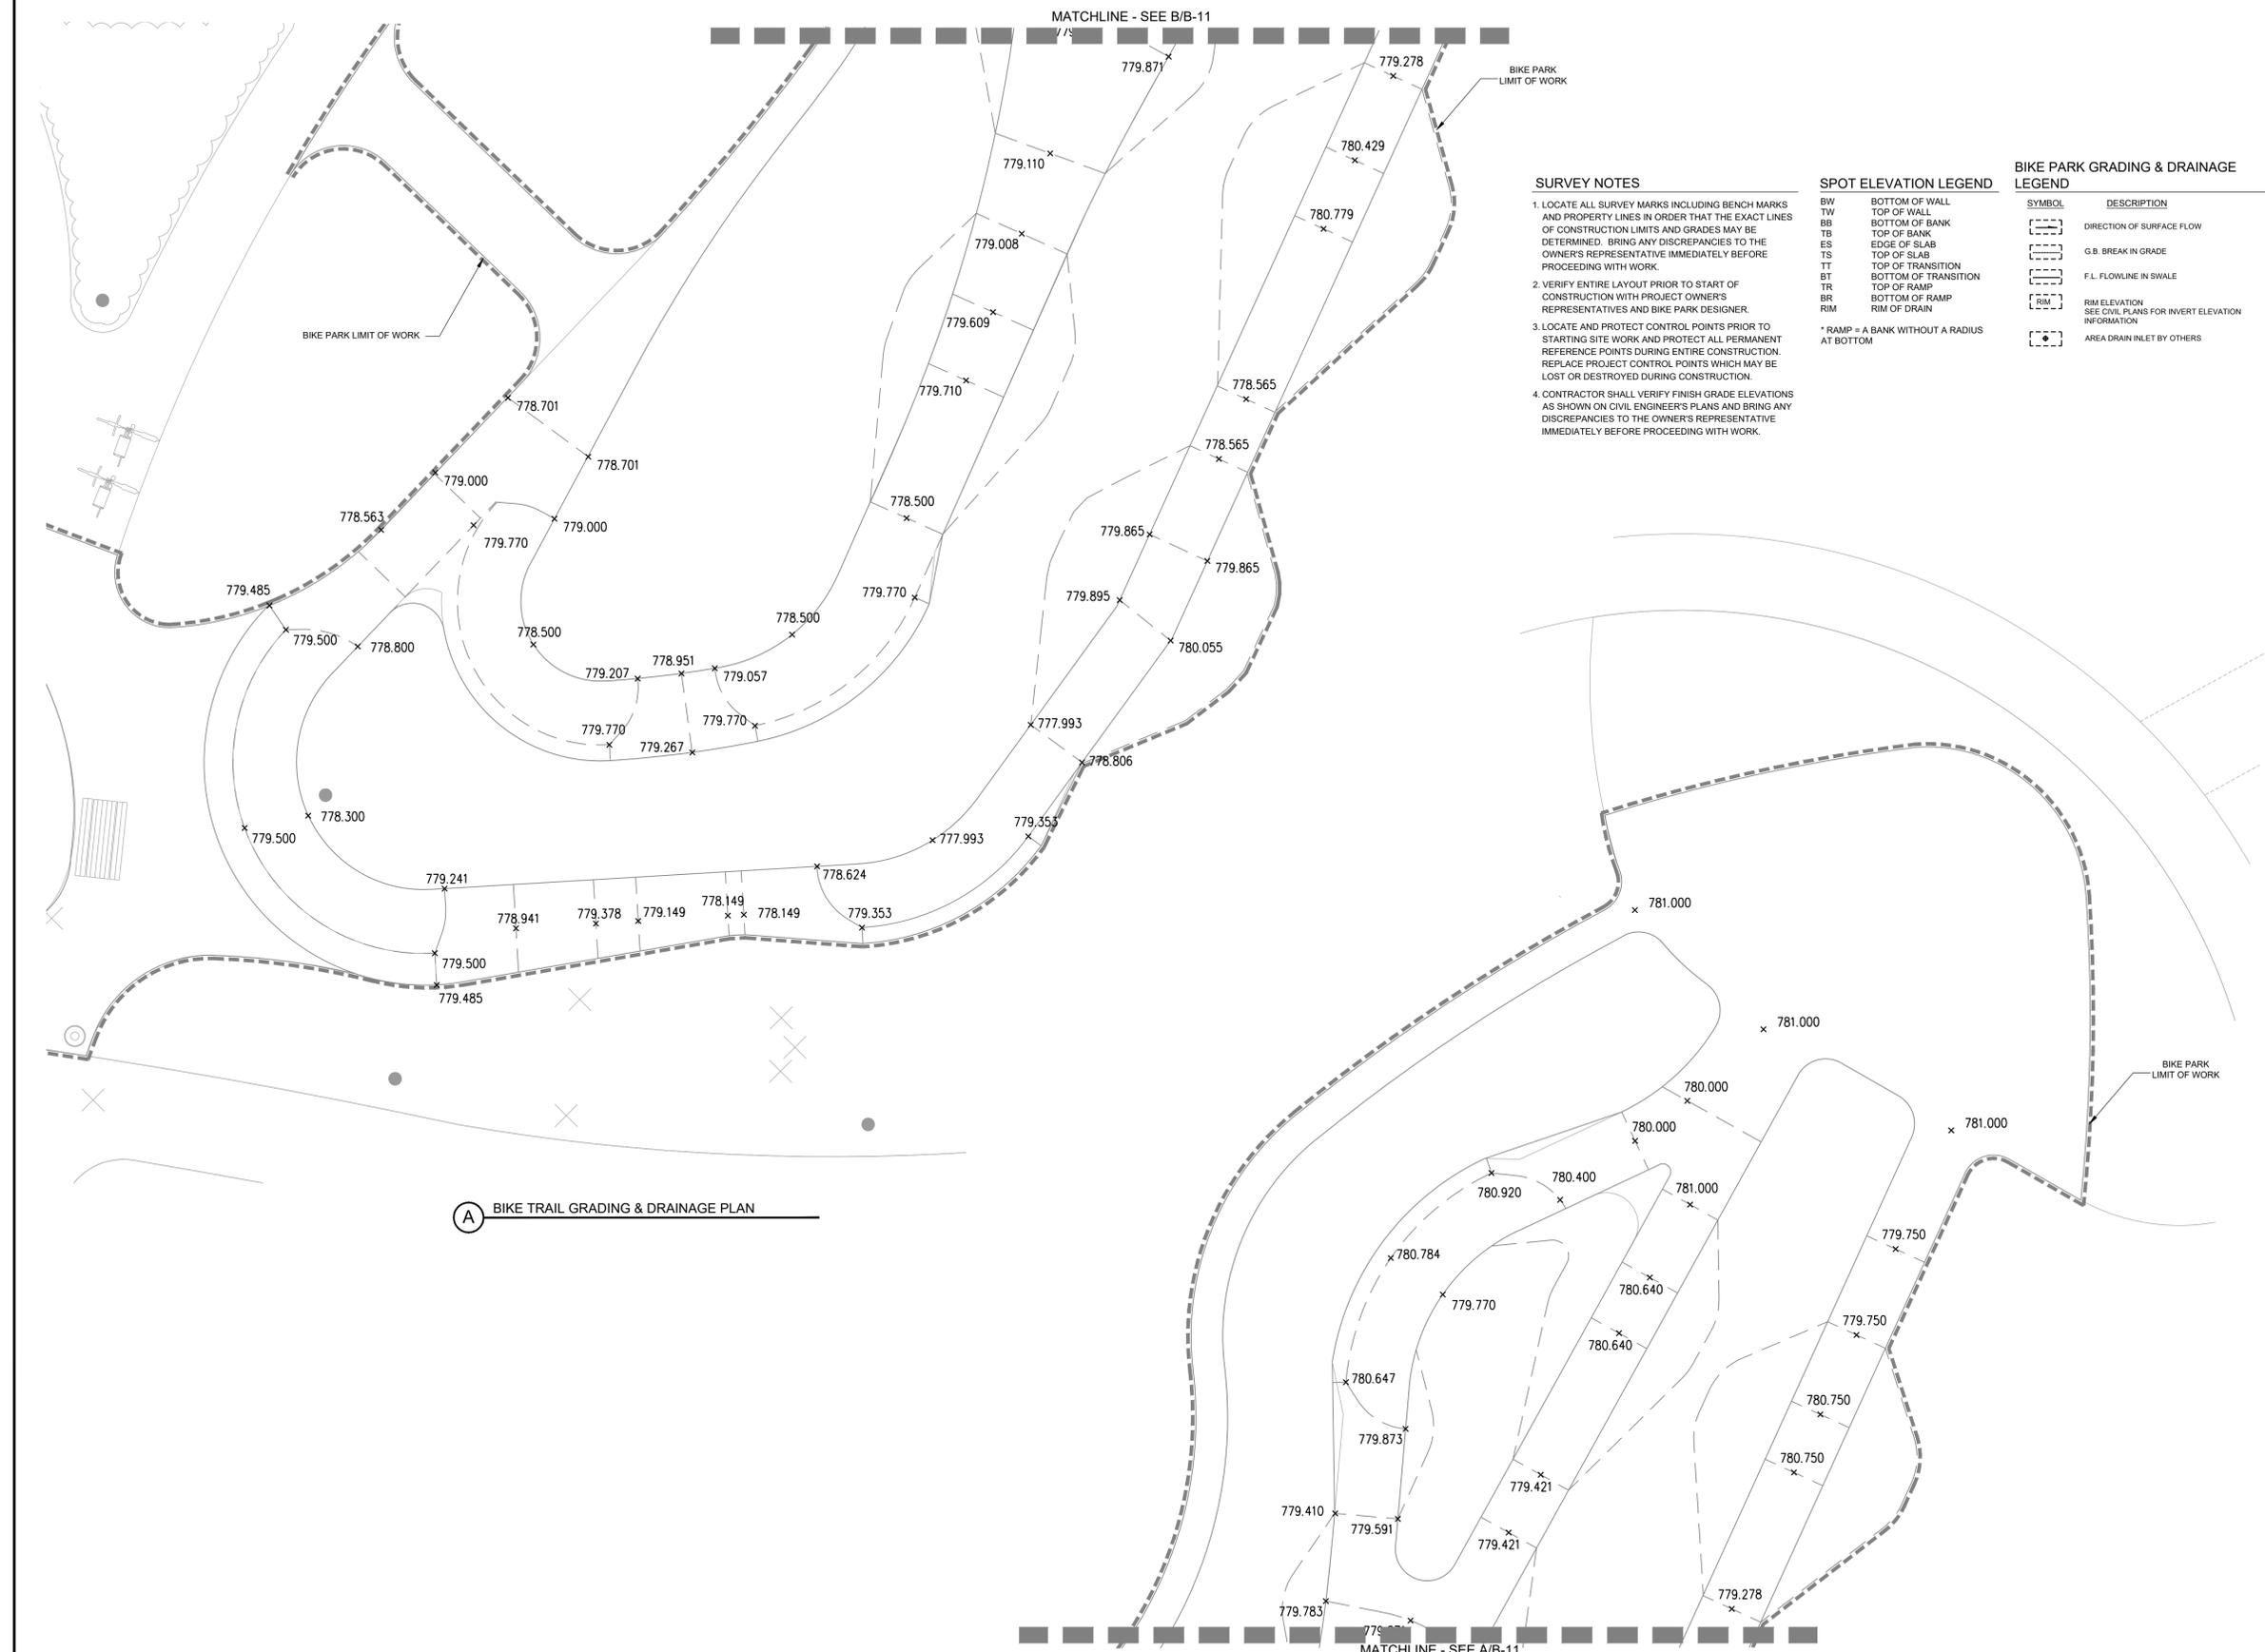 MATCHLINE - SEE B/B-11
779.871
779.278
BIKE PARK
LIMIT OF WORK
779.110
780.429
779.008
780.779
779.609
779.710
BIKE PARK LIMIT OF WORK
778.701
778.701
778.565
778.565
779.000
778.563
779.770
779.000
778.500
779.865
779.865
779.485
779.500
778.800
778.500
778.500
779.770
779.895
780.055
779.207
778.951
779.057
779.770
779.770
779.267
777.993
778.806
778.300
779.500
779.353
777.993
779.241
778.624
778.941
779.378
779.149
778.149
778.149
779.353
779.500
779.485
SURVEY NOTES
1. LOCATE ALL SURVEY MARKS INCLUDING BENCH MARKS
AND PROPERTY LINES IN ORDER THAT THE EXACT LINES
OF CONSTRUCTION LIMITS AND GRADES MAY BE
DETERMINED. BRING ANY DISCREPANCIES TO THE
OWNER'S REPRESENTATIVE IMMEDIATELY BEFORE
PROCEEDING WITH WORK.
2. VERIFY ENTIRE LAYOUT PRIOR TO START OF
CONSTRUCTION WITH PROJECT OWNER'S
REPRESENTATIVES AND BIKE PARK DESIGNER.
3. LOCATE AND PROTECT CONTROL POINTS PRIOR TO
STARTING SITE WORK AND PROTECT ALL PERMANENT
REFERENCE POINTS DURING ENTIRE CONSTRUCTION.
REPLACE PROJECT CONTROL POINTS WHICH MAY BE
LOST OR DESTROYED DURING CONSTRUCTION.
4. CONTRACTOR SHALL VERIFY FINISH GRADE ELEVATIONS
AS SHOWN ON CIVIL ENGINEER'S PLANS AND BRING ANY
DISCREPANCIES TO THE OWNER'S REPRESENTATIVE
IMMEDIATELY BEFORE PROCEEDING WITH WORK.
SPOT ELEVATION LEGEND
BW BOTTOM OF WALL
TW TOP OF WALL
BB BOTTOM OF BANK
TB TOP OF BANK
ES EDGE OF SLAB
TS TOP OF SLAB
TT TOP OF TRANSITION
BT BOTTOM OF TRANSITION
TR TOP OF RAMP
BR BOTTOM OF RAMP
RIM RIM OF DRAIN
* RAMP = A BANK WITHOUT A RADIUS
AT BOTTOM
BIKE PARK GRADING & DRAINAGE
LEGEND
SYMBOL DESCRIPTION
DIRECTION OF SURFACE FLOW
G.B. BREAK IN GRADE
F.L. FLOWLINE IN SWALE
RIM RIM ELEVATION
SEE CIVIL PLANS FOR INVERT ELEVATION
INFORMATION
AREA DRAIN INLET BY OTHERS
A BIKE TRAIL GRADING & DRAINAGE PLAN
781.000
781.000
BIKE PARK
LIMIT OF WORK
780.000
780.000
781.000
780.920
780.400
781.000
779.750
780.784
780.640
779.770
780.640
779.750
780.647
780.750
779.873
780.750
779.421
779.410
779.591
779.421
779.278
779.783
MATCHLINE - SEE A/B-11